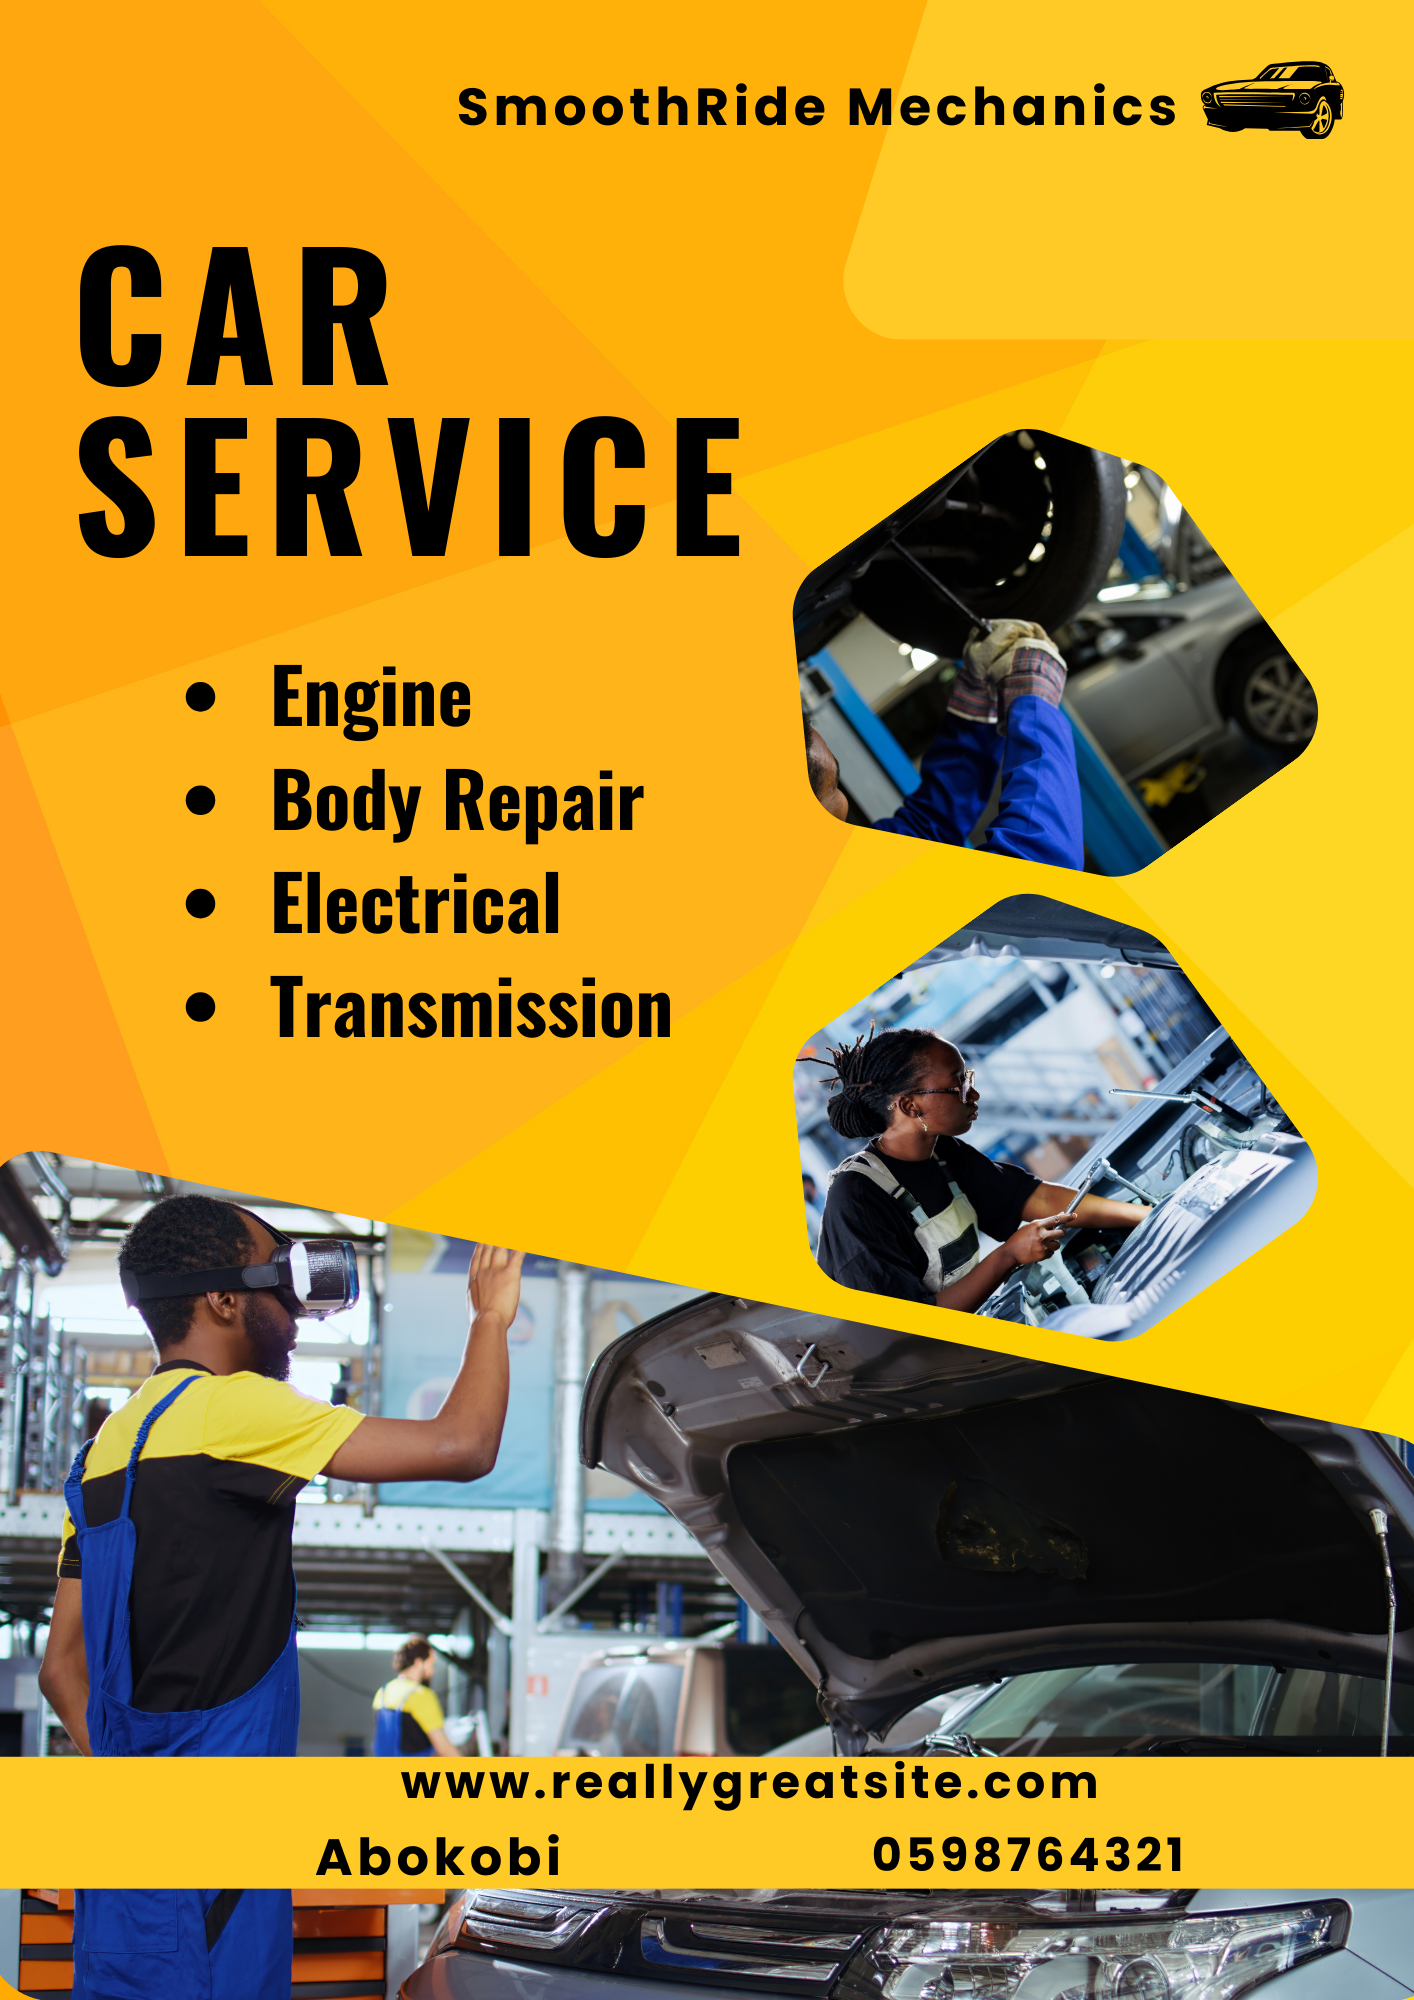 SmoothRide Mechanics
CAR
SERVICE
• Engine
• Body Repair
• Electrical
• Transmission
www.reallygreatsite.com
Abokobi
0598764321